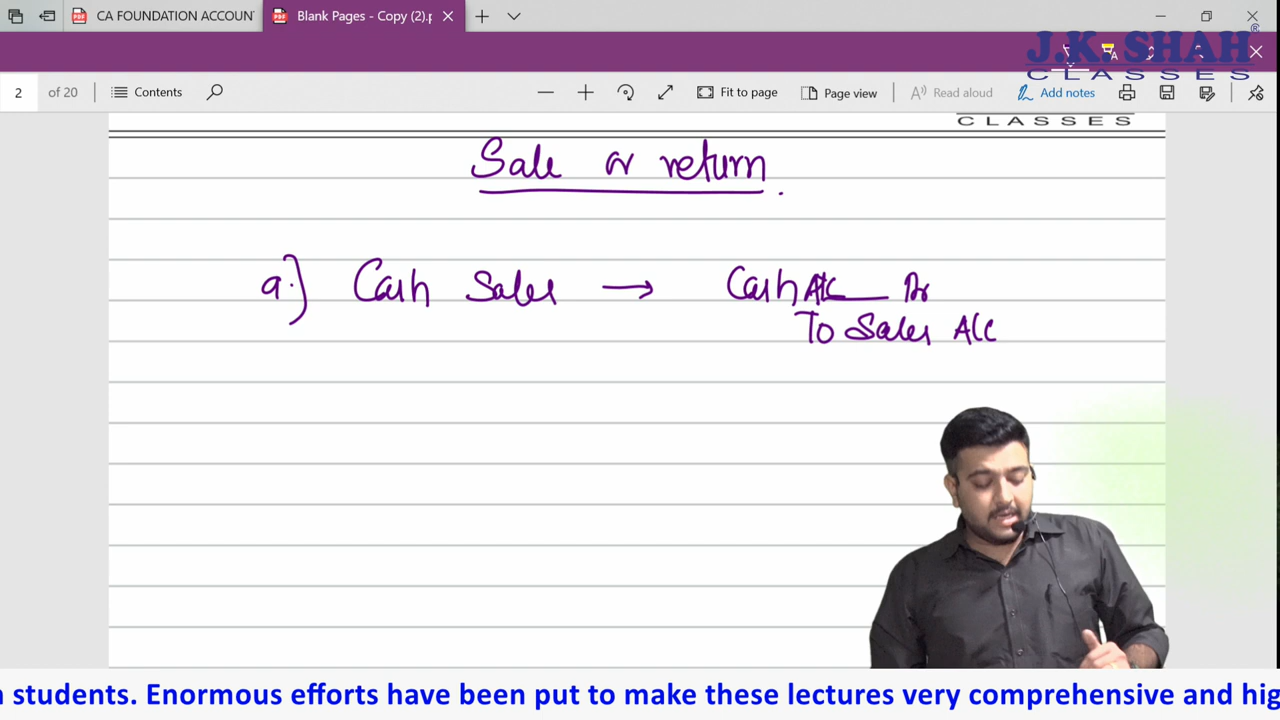 CA FOUNDATION ACCOUN
Blank Pages - Copy (2).p
J.K. SHAH®
CLASSES
2 of 20 Contents Fit to page Page view Read aloud Add notes
CLASSES
Sale or return.
a.) Cash Sales → Cash A/c Dr
To Sales A/c
n students. Enormous efforts have been put to make these lectures very comprehensive and hig